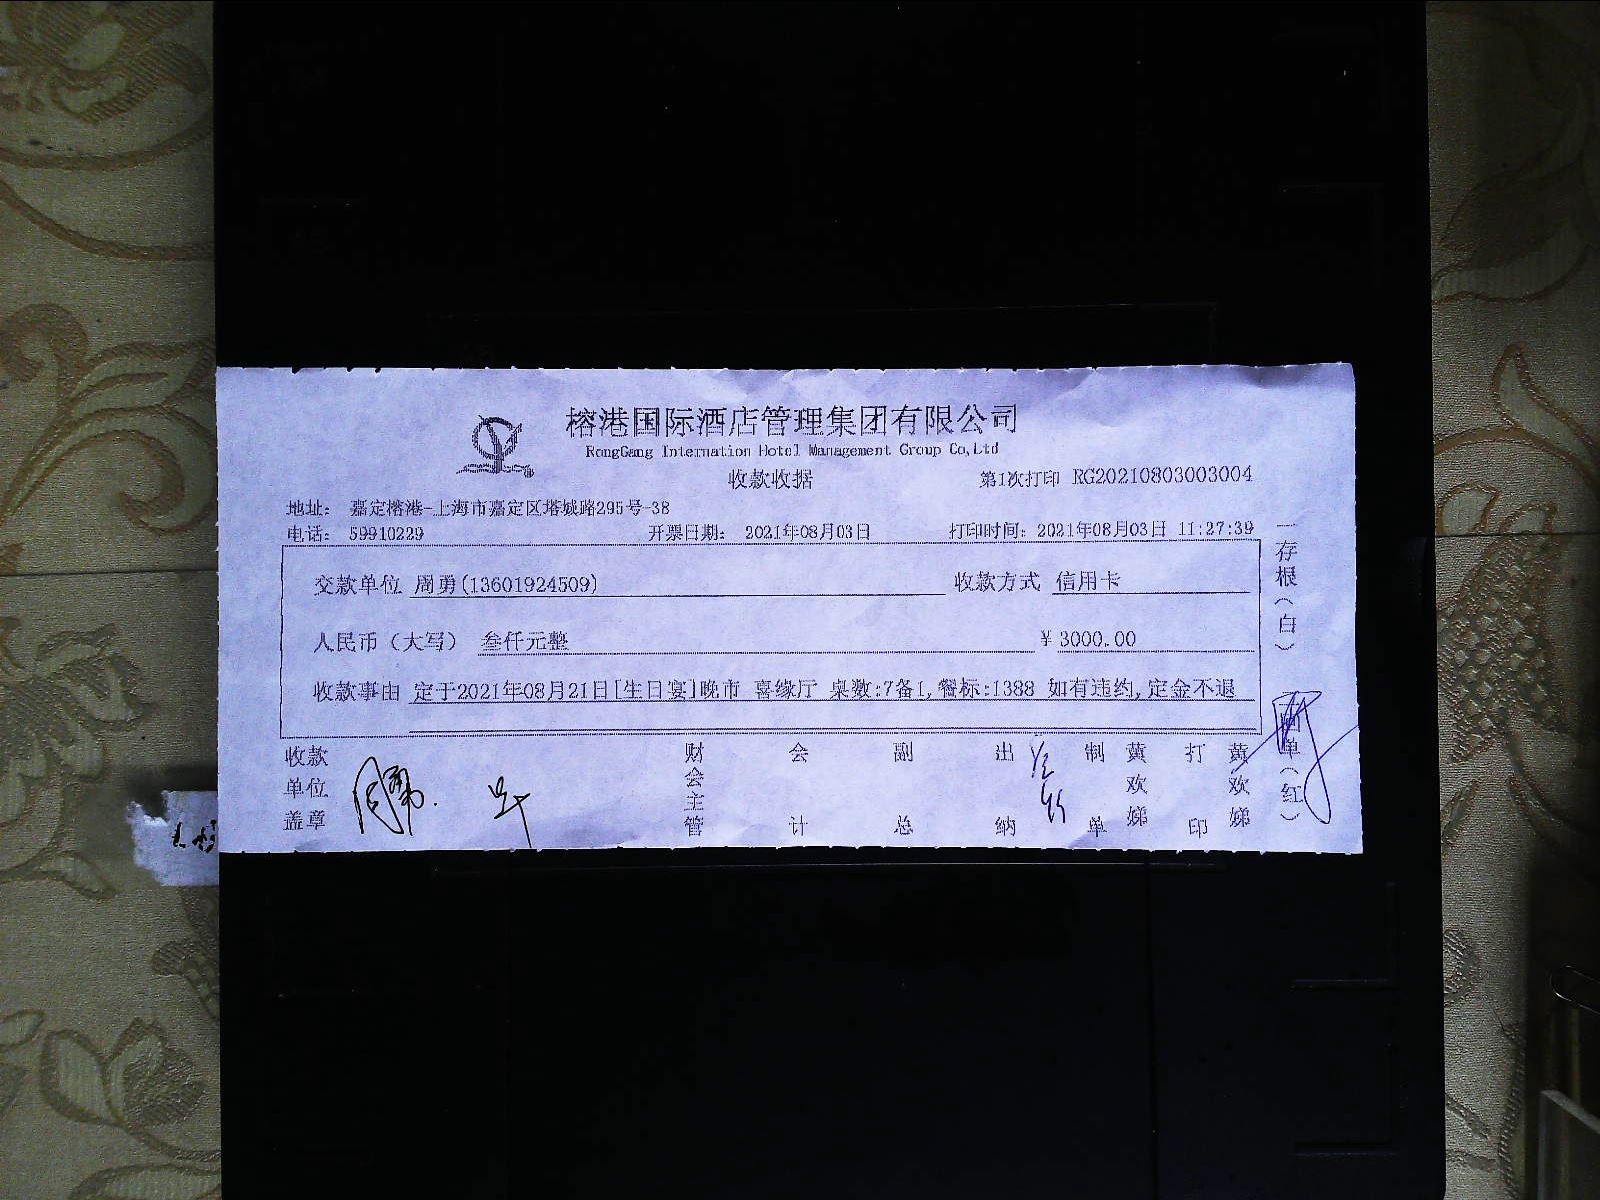 榕港国际酒店管理集团有限公司
RongGang Internation Hotel Management Group Co,Ltd
收款收据
第1次打印 RG20210803003004
地址: 嘉定榕港-上海市嘉定区塔城路295号-38
电话: 59910229 开票日期: 2021年08月03日 打印时间: 2021年08月03日 11:27:39
交款单位 周勇(13601924509) 收款方式 信用卡
人民币(大写) 叁仟元整 ¥ 3000.00
收款事由 定于2021年08月21日[生日宴]晚市 喜缘厅 桌数:7备1,餐标:1388 如有违约,定金不退
收款单位盖章 财会主管 会计 副总 出纳 制单 黄欢娣 打印 黄欢娣
一存根(白)
单(红)